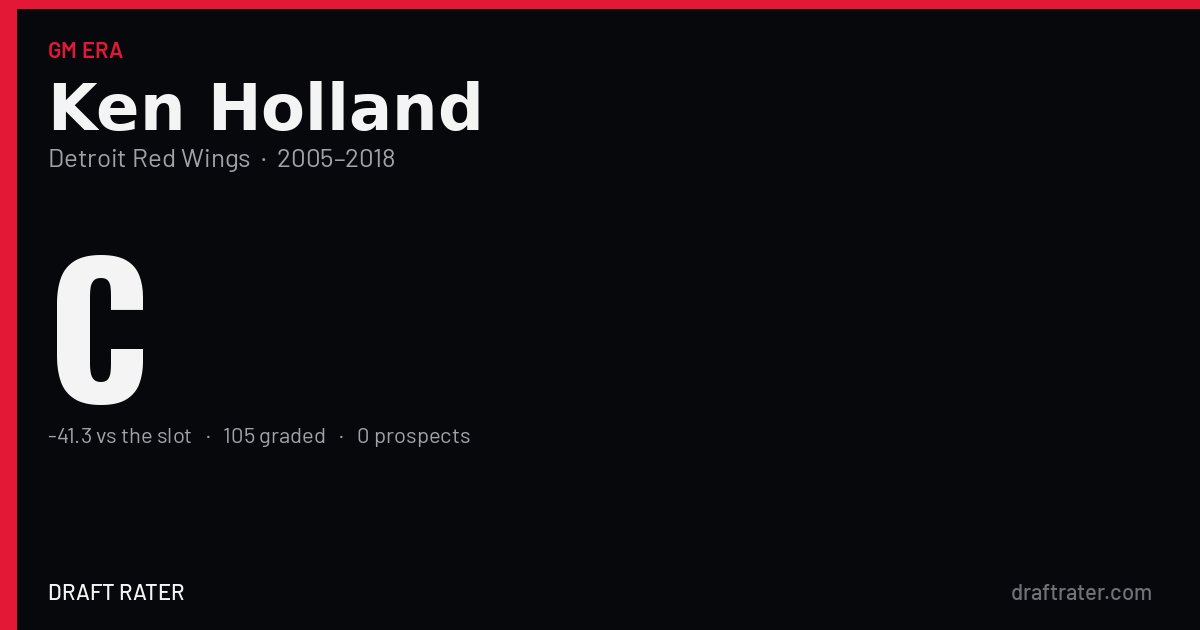 GM ERA
Ken Holland
Detroit Red Wings · 2005–2018
C
-41.3 vs the slot · 105 graded · 0 prospects
DRAFT RATER
draftrater.com